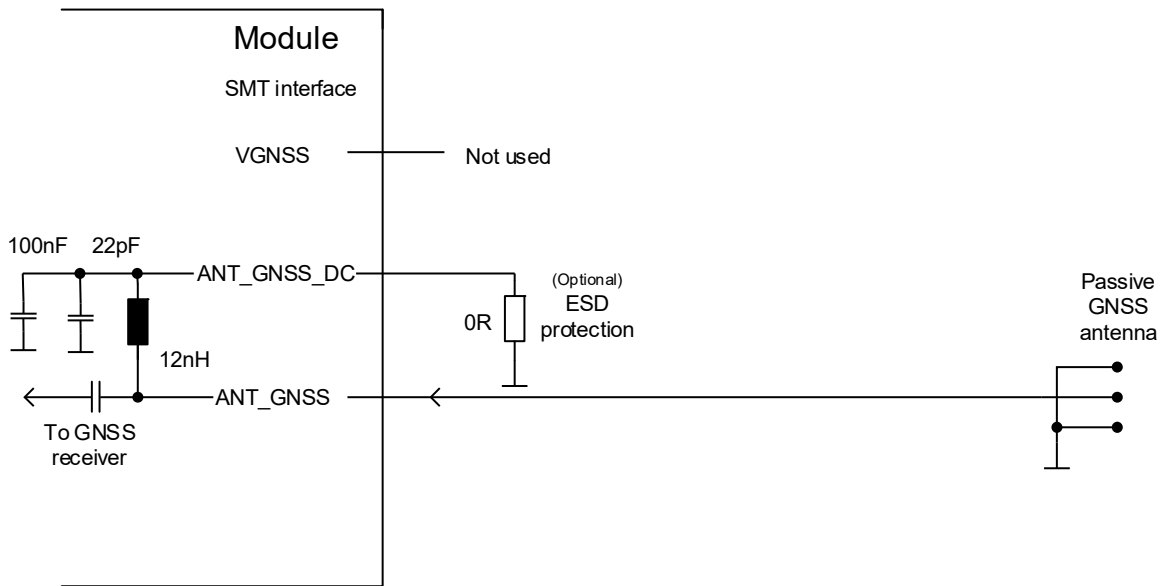 Module
SMT interface
VGNSS
Not used
100nF
22pF
ANT_GNSS_DC
(Optional)
ESD
protection
0R
Passive
GNSS
antenna
12nH
ANT_GNSS
To GNSS
receiver